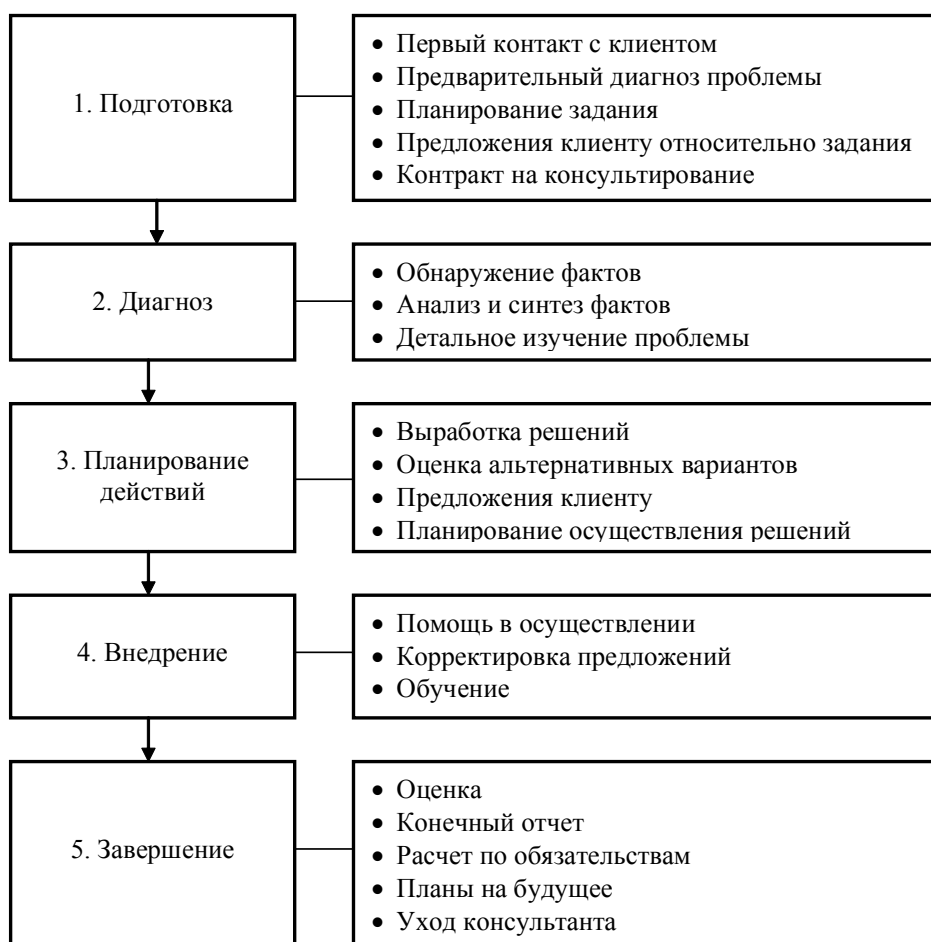 1. Подготовка
• Первый контакт с клиентом
• Предварительный диагноз проблемы
• Планирование задания
• Предложения клиенту относительно задания
• Контракт на консультирование
2. Диагноз
• Обнаружение фактов
• Анализ и синтез фактов
• Детальное изучение проблемы
3. Планирование
действий
• Выработка решений
• Оценка альтернативных вариантов
• Предложения клиенту
• Планирование осуществления решений
4. Внедрение
• Помощь в осуществлении
• Корректировка предложений
• Обучение
5. Завершение
• Оценка
• Конечный отчет
• Расчет по обязательствам
• Планы на будущее
• Уход консультанта